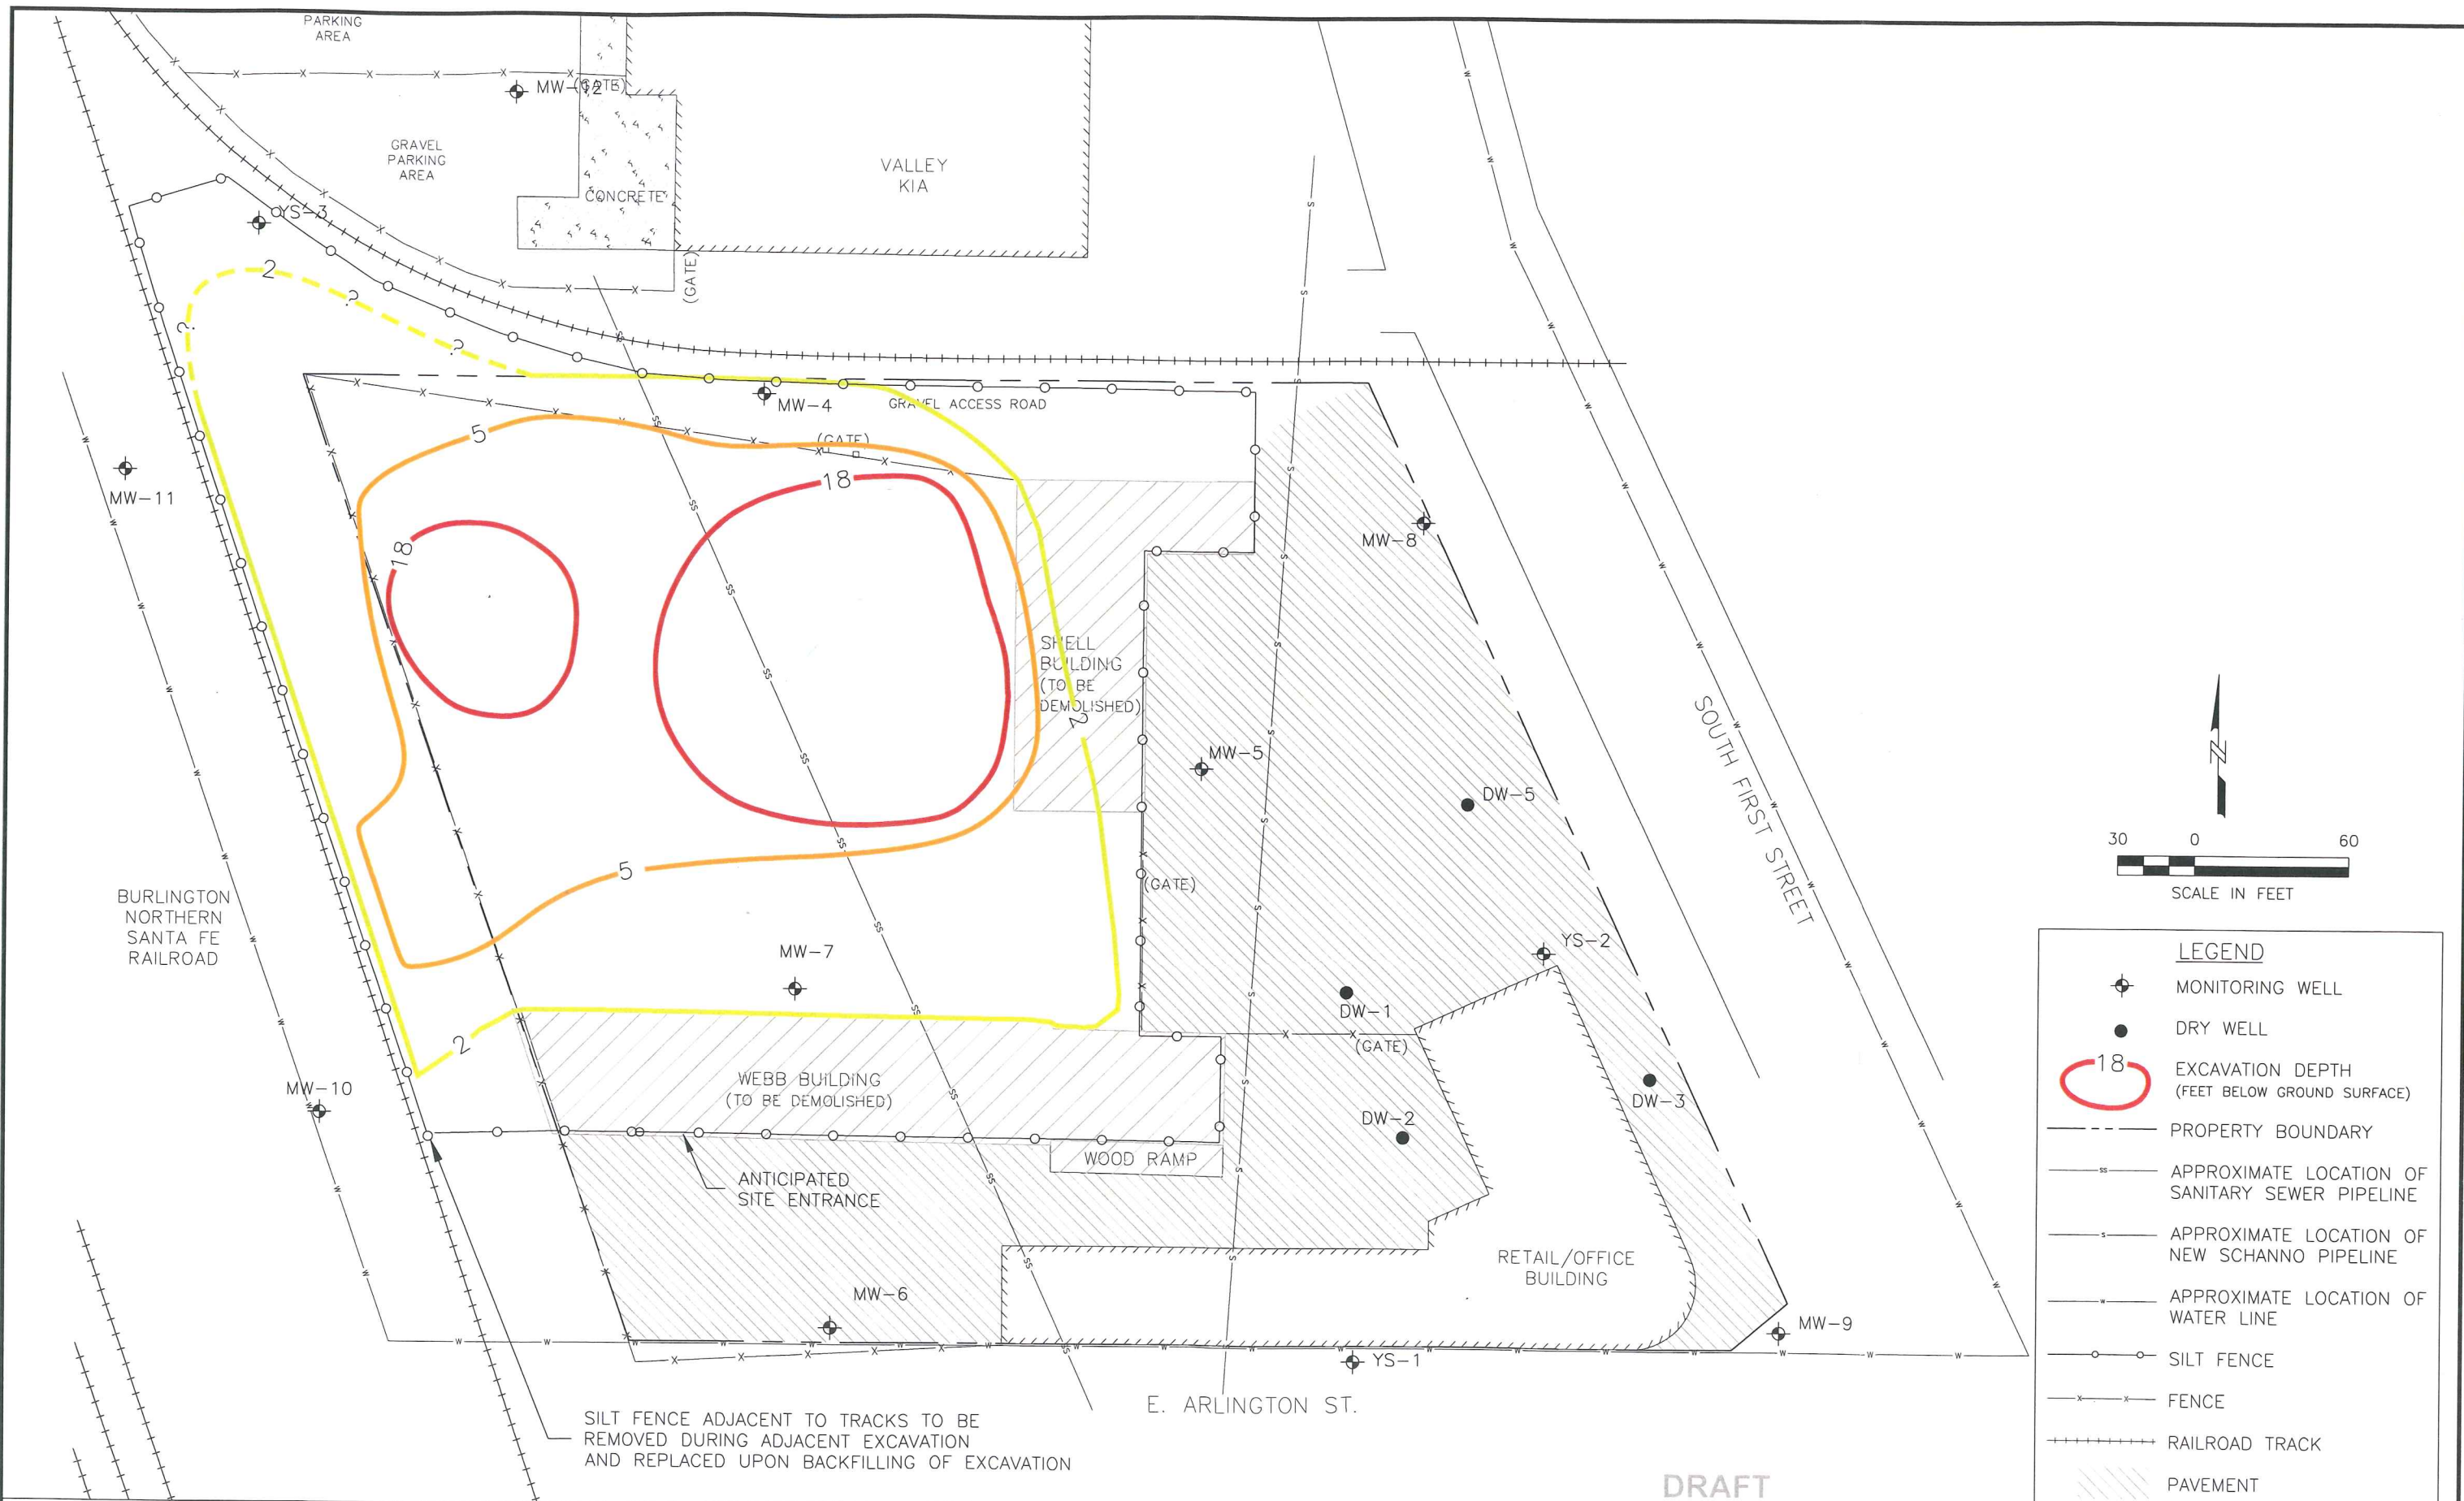 PARKING
AREA
MW-12
(GATE)
GRAVEL
PARKING
AREA
CONCRETE
VALLEY
KIA
(GATE)
YS-3
2
?
?
?
MW-4
GRAVEL ACCESS ROAD
(GATE)
5
18
18
MW-11
MW-8
SHELL
BUILDING
(TO BE
DEMOLISHED)
2
MW-5
DW-5
SOUTH FIRST STREET
N
30 0 60
SCALE IN FEET
5
(GATE)
BURLINGTON
NORTHERN
SANTA FE
RAILROAD
MW-7
YS-2
DW-1
(GATE)
2
MW-10
WEBB BUILDING
(TO BE DEMOLISHED)
DW-3
DW-2
WOOD RAMP
ANTICIPATED
SITE ENTRANCE
RETAIL/OFFICE
BUILDING
MW-6
MW-9
YS-1
E. ARLINGTON ST.
SILT FENCE ADJACENT TO TRACKS TO BE
REMOVED DURING ADJACENT EXCAVATION
AND REPLACED UPON BACKFILLING OF EXCAVATION
DRAFT
LEGEND
MONITORING WELL
DRY WELL
18
EXCAVATION DEPTH
(FEET BELOW GROUND SURFACE)
PROPERTY BOUNDARY
SS
APPROXIMATE LOCATION OF
SANITARY SEWER PIPELINE
S
APPROXIMATE LOCATION OF
NEW SCHANNO PIPELINE
W
APPROXIMATE LOCATION OF
WATER LINE
SILT FENCE
X X
FENCE
RAILROAD TRACK
PAVEMENT